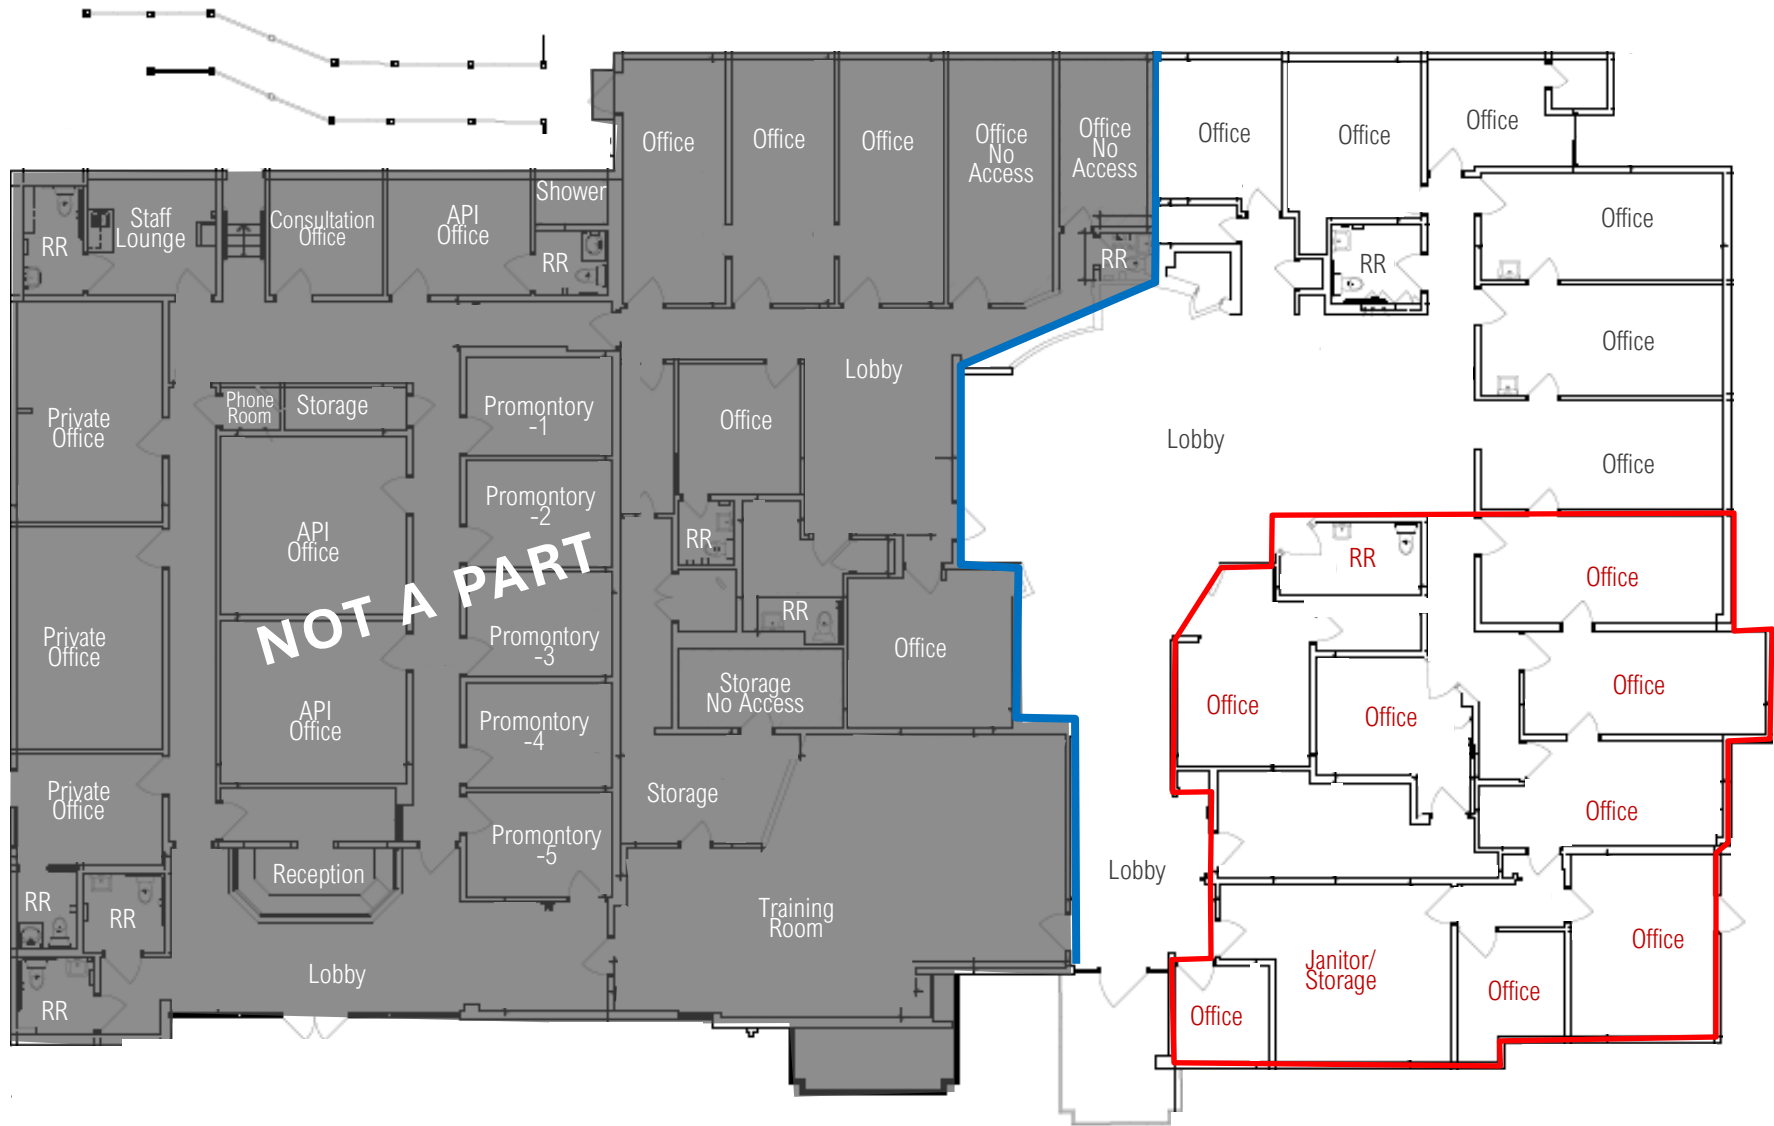 Office
Office
Office
Office
No
Access
Office
No
Access
Office
Office
Office
Shower
Staff
Lounge
Consultation
Office
API
Office
RR
RR
RR
RR
Office
Office
Lobby
Private
Office
Phone
Room
Storage
Promontory
-1
Office
Lobby
Office
Promontory
-2
API
Office
RR
RR
Office
NOT A PART
Private
Office
Promontory
-3
RR
Office
Storage
No Access
Office
Office
Office
API
Office
Promontory
-4
Private
Office
Storage
Office
Promontory
-5
Reception
Lobby
RR
RR
Training
Room
Office
Lobby
Janitor/
Storage
Office
RR
Office